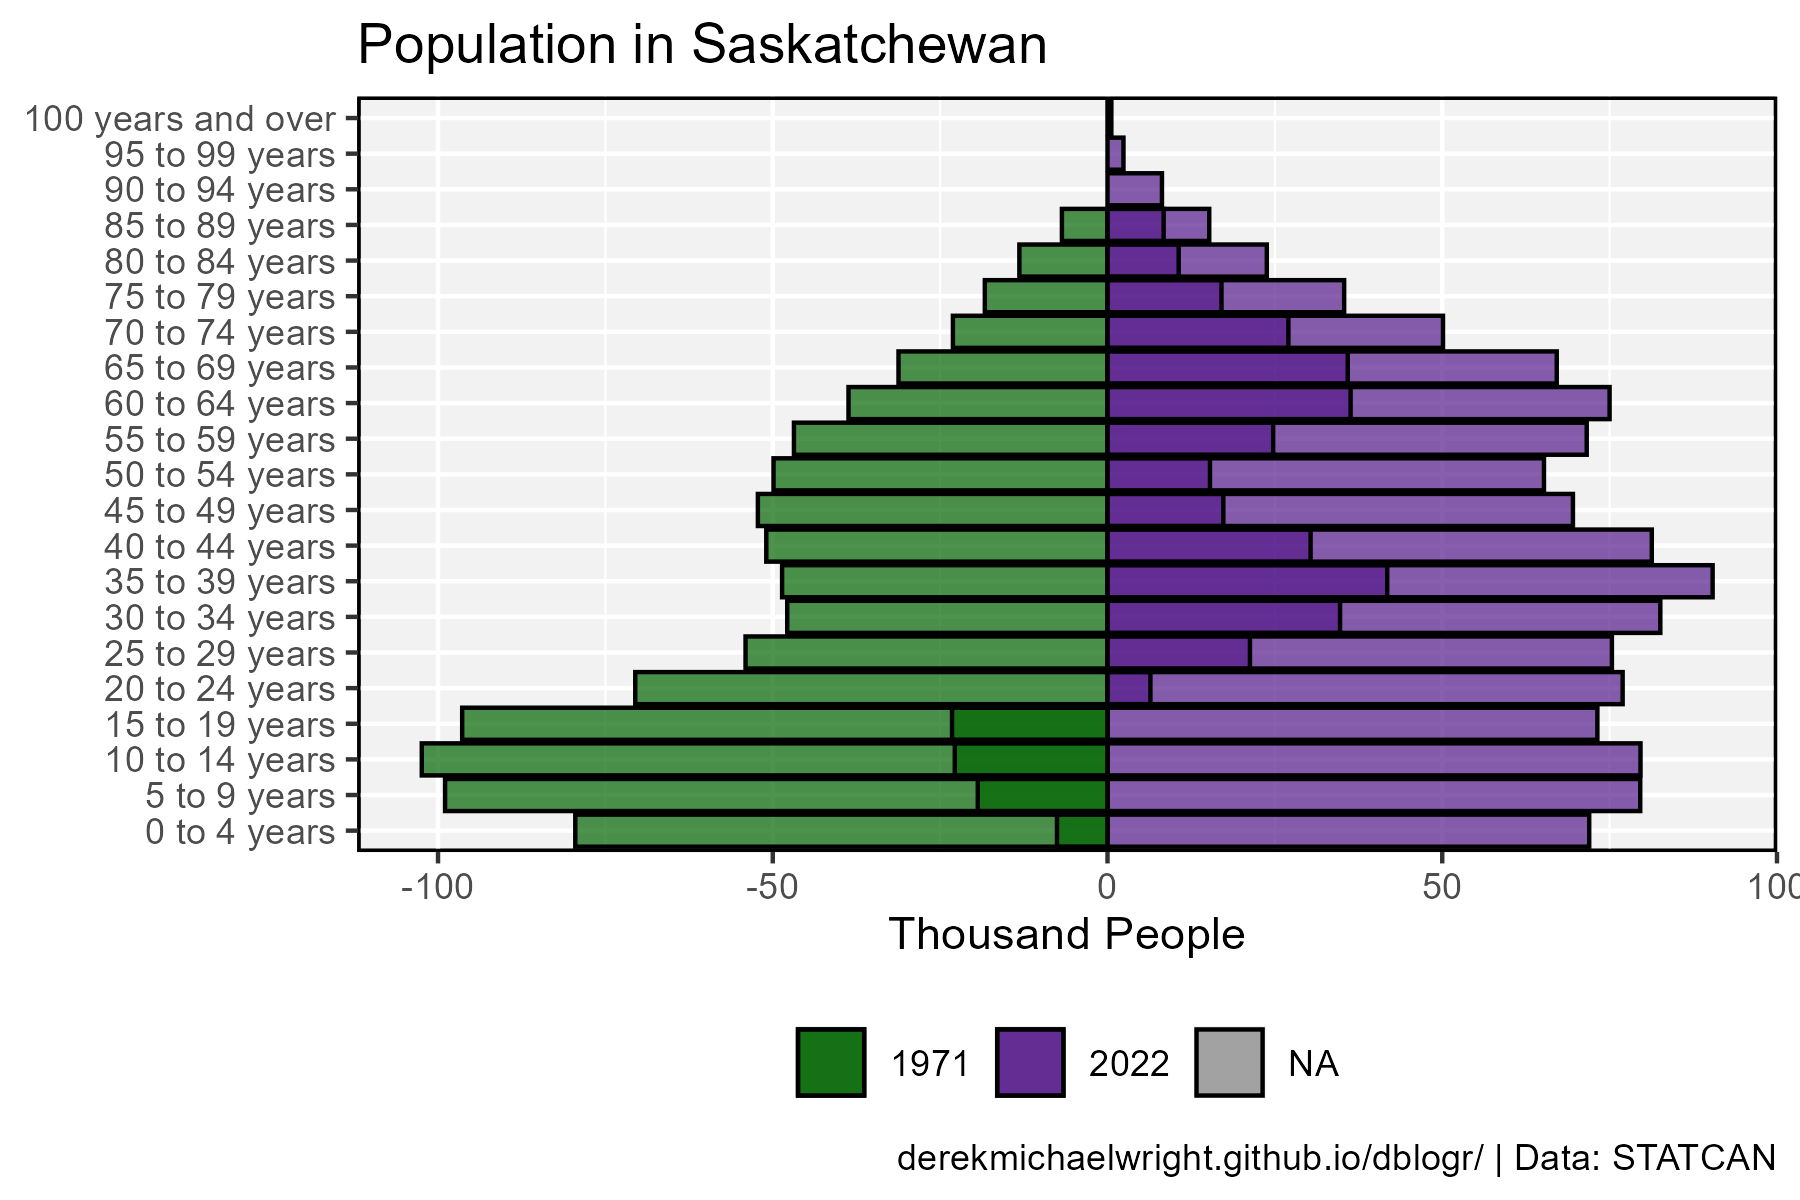 Population in Saskatchewan
100 years and over
95 to 99 years
90 to 94 years
85 to 89 years
80 to 84 years
75 to 79 years
70 to 74 years
65 to 69 years
60 to 64 years
55 to 59 years
50 to 54 years
45 to 49 years
40 to 44 years
35 to 39 years
30 to 34 years
25 to 29 years
20 to 24 years
15 to 19 years
10 to 14 years
5 to 9 years
0 to 4 years
-100 -50 0 50 100
Thousand People
1971 2022 NA
derekmichaelwright.github.io/dblogr/ | Data: STATCAN